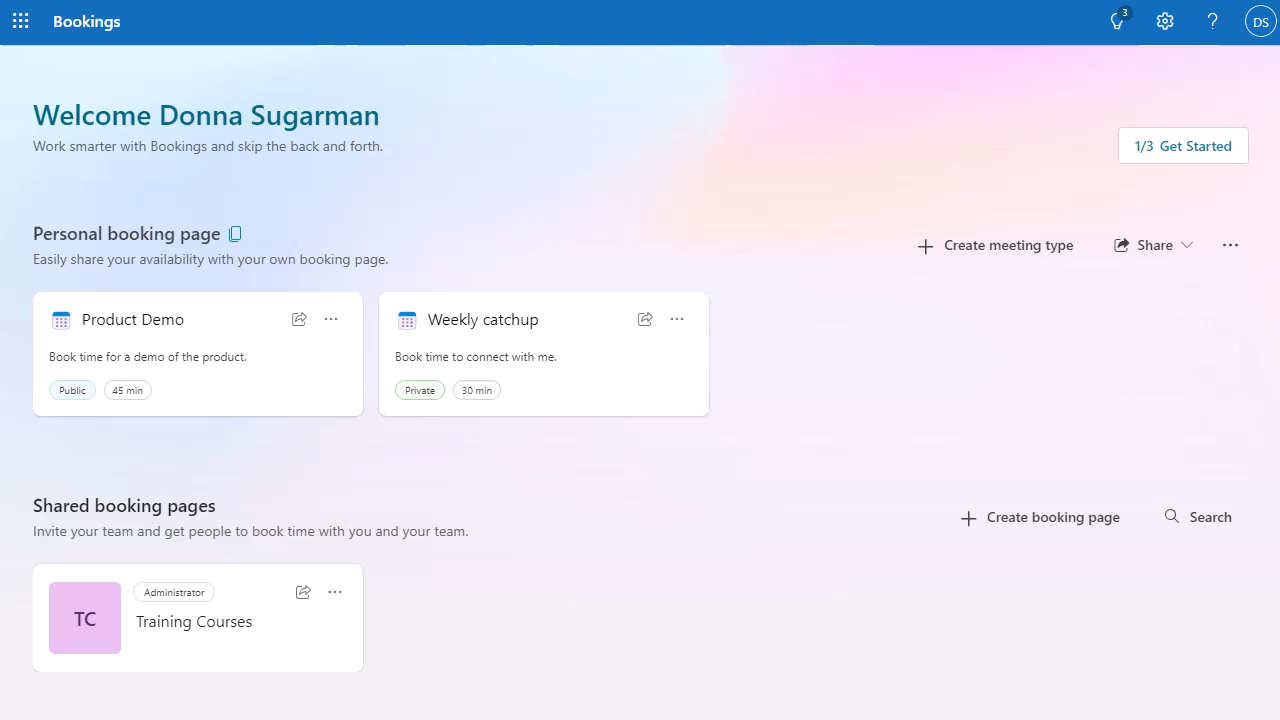 Bookings
3
DS
Welcome Donna Sugarman
Work smarter with Bookings and skip the back and forth.
1/3 Get Started
Personal booking page
Easily share your availability with your own booking page.
Create meeting type
Share
Product Demo
Book time for a demo of the product.
Public
45 min
Weekly catchup
Book time to connect with me.
Private
30 min
Shared booking pages
Invite your team and get people to book time with you and your team.
Create booking page
Search
TC
Administrator
Training Courses